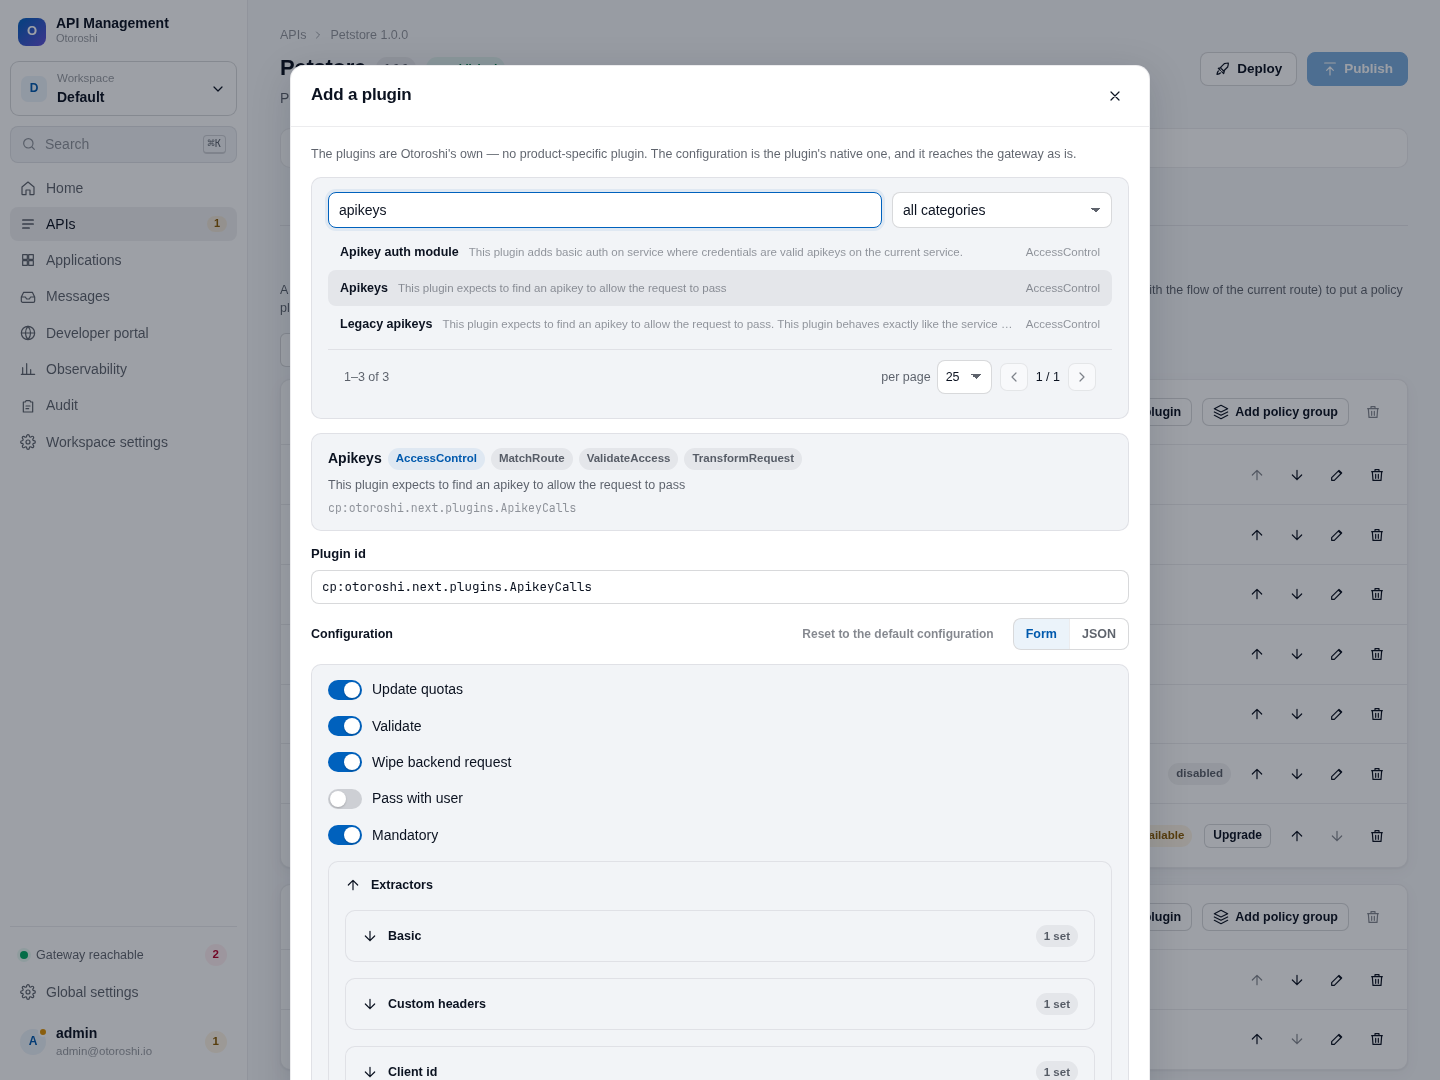 O
API Management
Otoroshi
D
Workspace
Default
Search
⌘K
Home
APIs
1
Applications
Messages
Developer portal
Observability
Audit
Workspace settings
Gateway reachable
2
Global settings
A
admin
admin@otoroshi.io
1
APIs
Petstore 1.0.0
Deploy
Publish
Add a plugin
The plugins are Otoroshi's own — no product-specific plugin. The configuration is the plugin's native one, and it reaches the gateway as is.
apikeys
all categories
Apikey auth module
This plugin adds basic auth on service where credentials are valid apikeys on the current service.
AccessControl
Apikeys
This plugin expects to find an apikey to allow the request to pass
AccessControl
Legacy apikeys
This plugin expects to find an apikey to allow the request to pass. This plugin behaves exactly like the service …
AccessControl
1–3 of 3
per page
25
1 / 1
Apikeys
AccessControl
MatchRoute
ValidateAccess
TransformRequest
This plugin expects to find an apikey to allow the request to pass
cp:otoroshi.next.plugins.ApikeyCalls
Plugin id
cp:otoroshi.next.plugins.ApikeyCalls
Configuration
Reset to the default configuration
Form
JSON
Update quotas
Validate
Wipe backend request
Pass with user
Mandatory
Extractors
Basic
1 set
Custom headers
1 set
Client id
1 set
with the flow of the current route) to put a policy
Add policy group
disabled
Upgrade
Add policy group